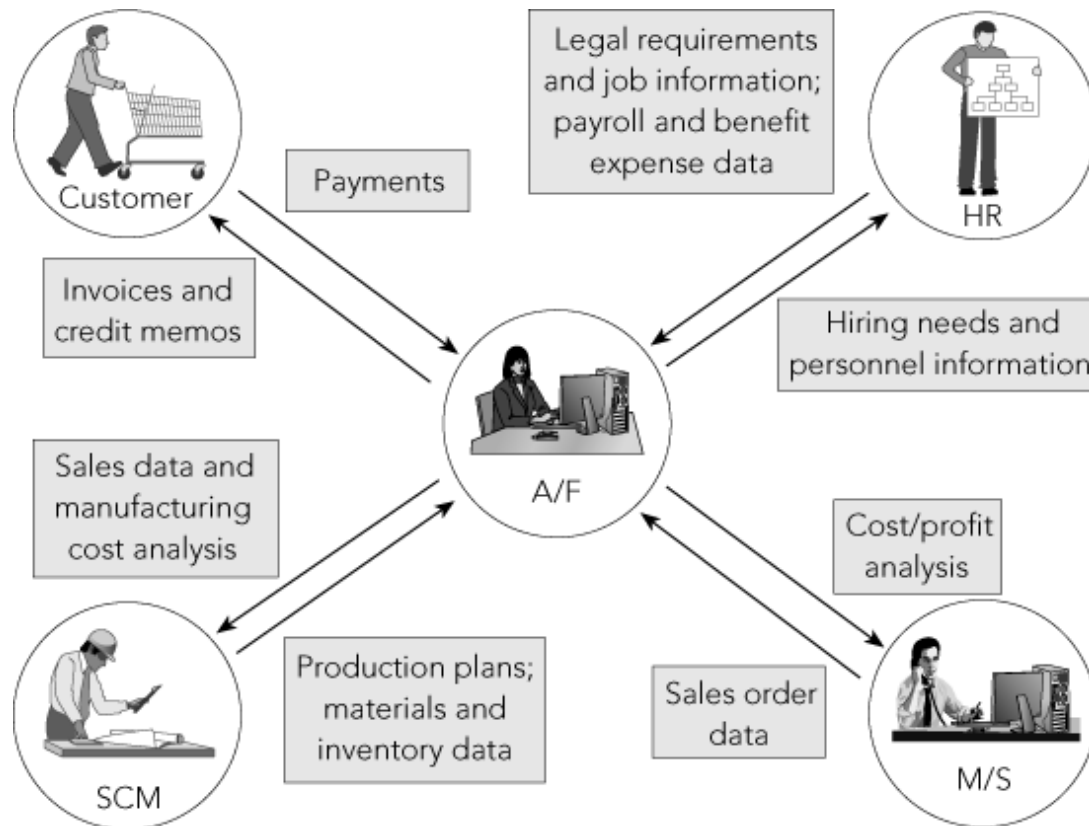 Customer
Payments
Invoices and
credit memos
Legal requirements
and job information;
payroll and benefit
expense data
HR
Hiring needs and
personnel information
A/F
Sales data and
manufacturing
cost analysis
SCM
Production plans;
materials and
inventory data
Cost/profit
analysis
Sales order
data
M/S